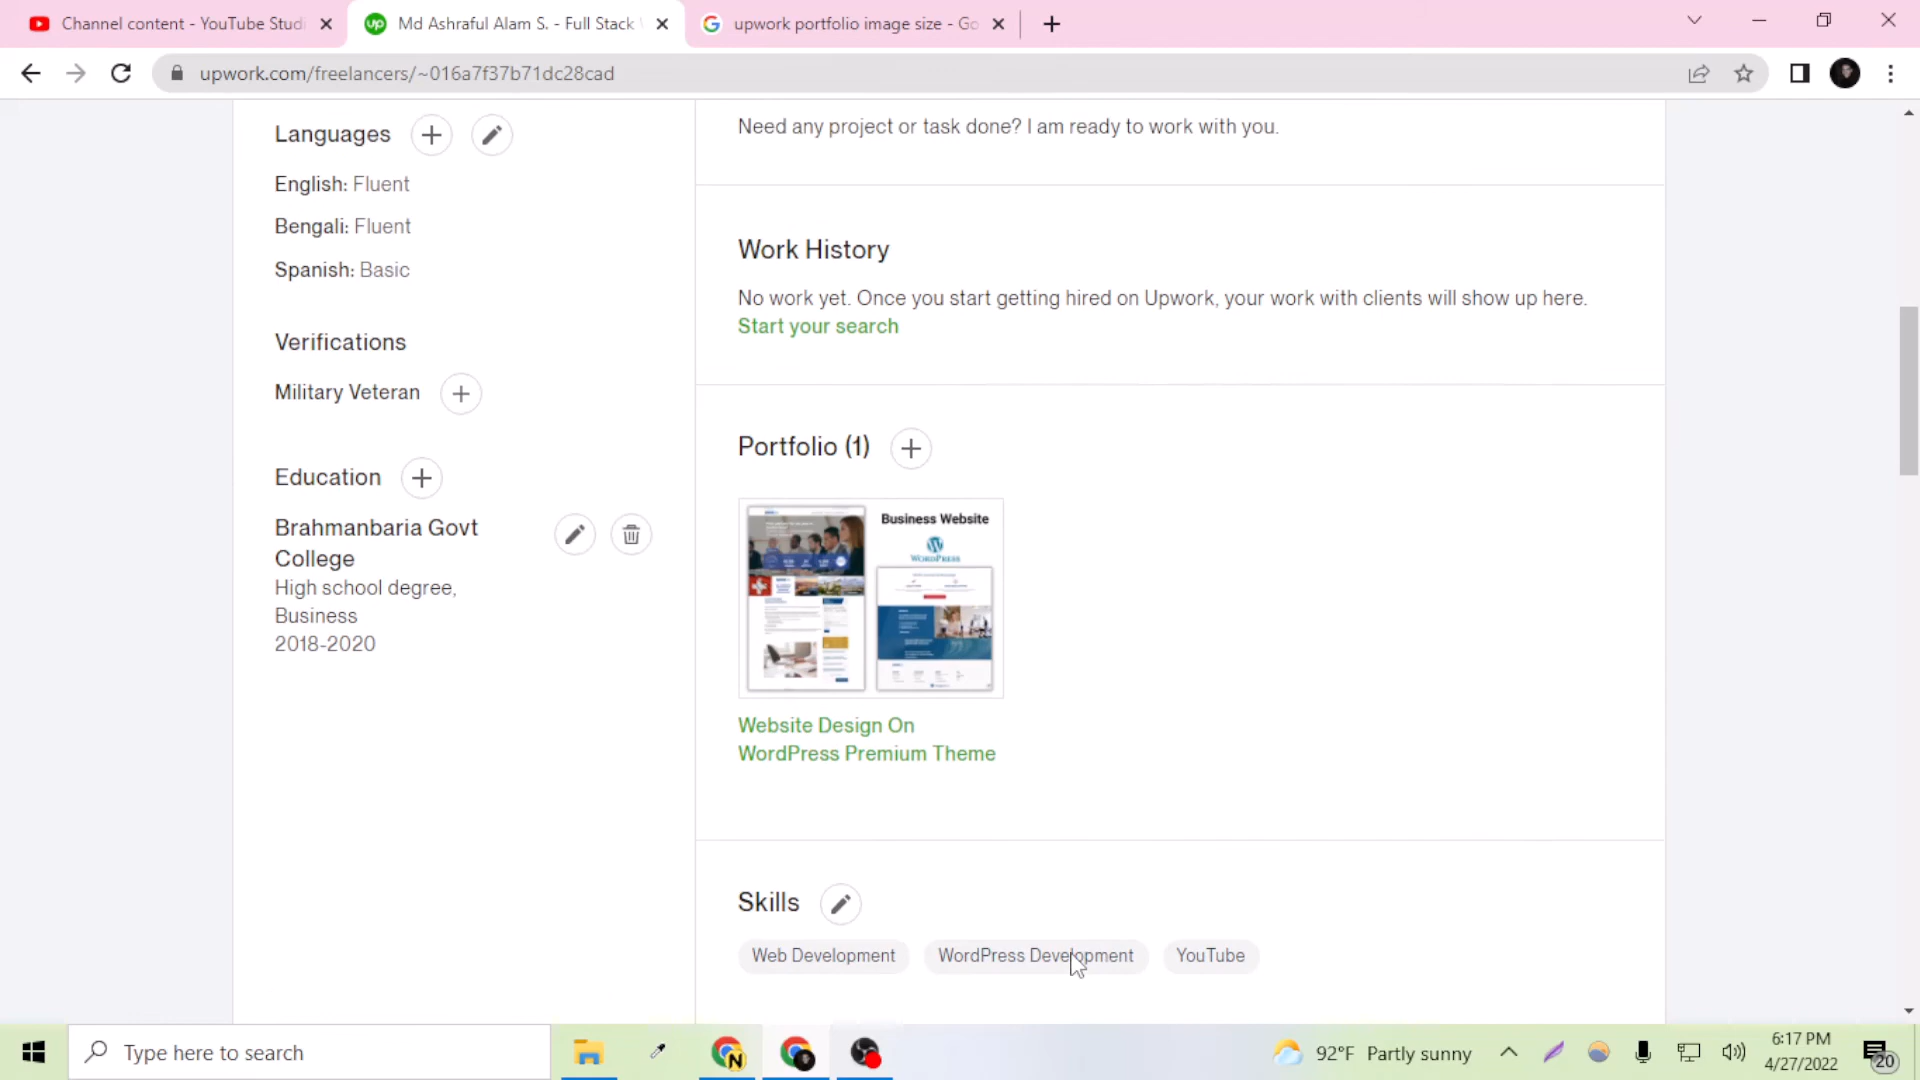 Channel content - YouTube Studi
Md Ashraful Alam S. - Full Stack
upwork portfolio image size - Go
upwork.com/freelancers/~016a7f37b71dc28cad
Languages
English: Fluent
Bengali: Fluent
Spanish: Basic
Verifications
Military Veteran
Education
Brahmanbaria Govt
College
High school degree,
Business
2018-2020
Need any project or task done? I am ready to work with you.
Work History
No work yet. Once you start getting hired on Upwork, your work with clients will show up here.
Start your search
Portfolio (1)
Business Website
WORDPRESS
Website Design On
WordPress Premium Theme
Skills
Web Development
WordPress Development
YouTube
Type here to search
N
92°F Partly sunny
6:17 PM
4/27/2022
20